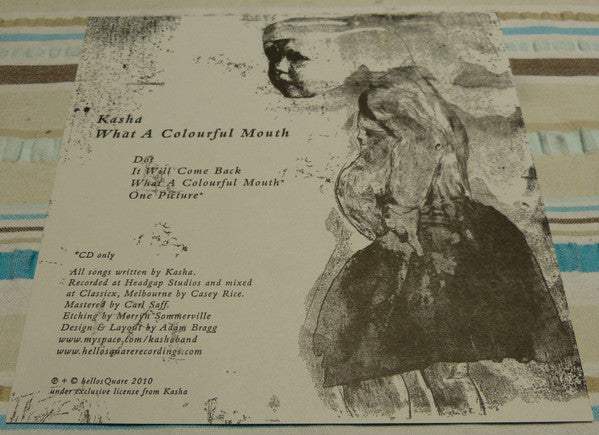 Kasha
What A Colourful Mouth
Dot
It Will Come Back
What A Colourful Mouth*
One Picture*
*CD only
All songs written by Kasha.
Recorded at Headgap Studios and mixed
at Classicx, Melbourne by Casey Rice.
Mastered by Carl Saff.
Etching by Morryn Sommerville
Design & Layout by Adam Bragg
www.myspace.com/kashaband
www.hellosquarerecordings.com
℗ + © hellosQuare 2010
under exclusive license from Kasha